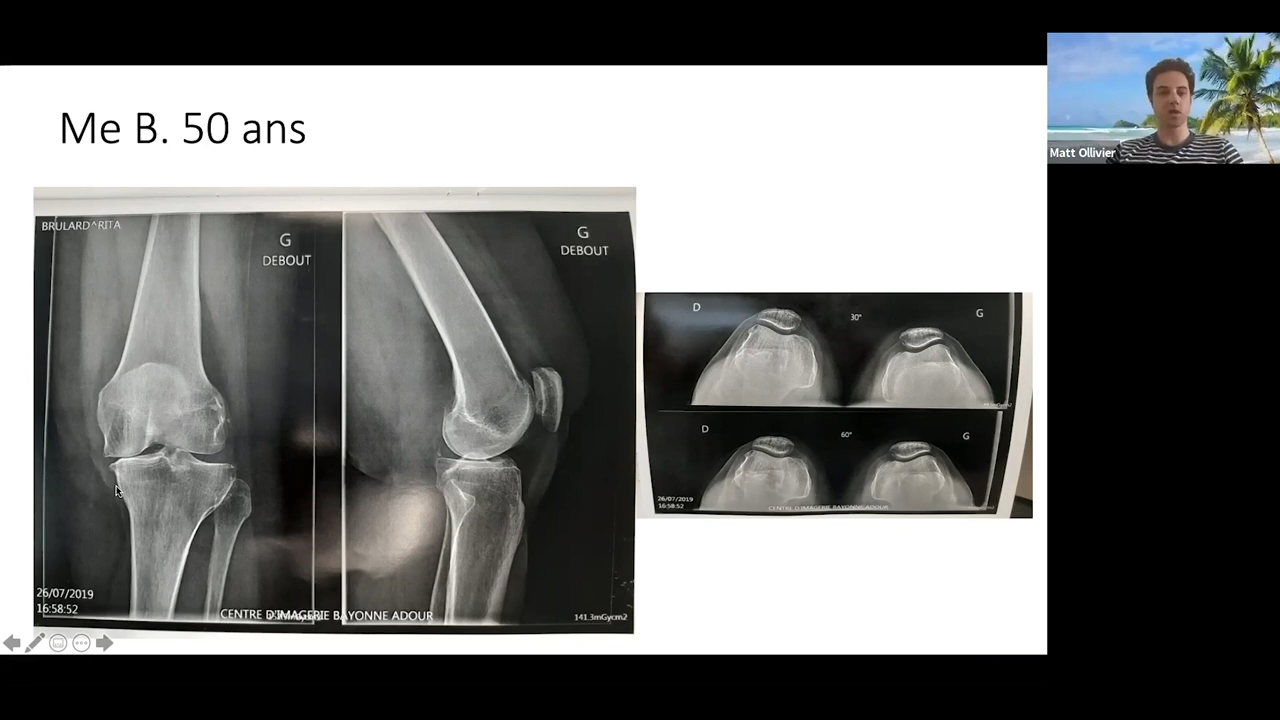 Me B. 50 ans
Matt Ollivier
BRULARD^RITA
G
DEBOUT
G
DEBOUT
26/07/2019
16:58:52
CENTRE D'IMAGERIE BAYONNE ADOUR
141.3mGycm2
D
30°
G
D
60°
G
26/07/2019
16:58:52
CENTRE D'IMAGERIE BAYONNE ADOUR